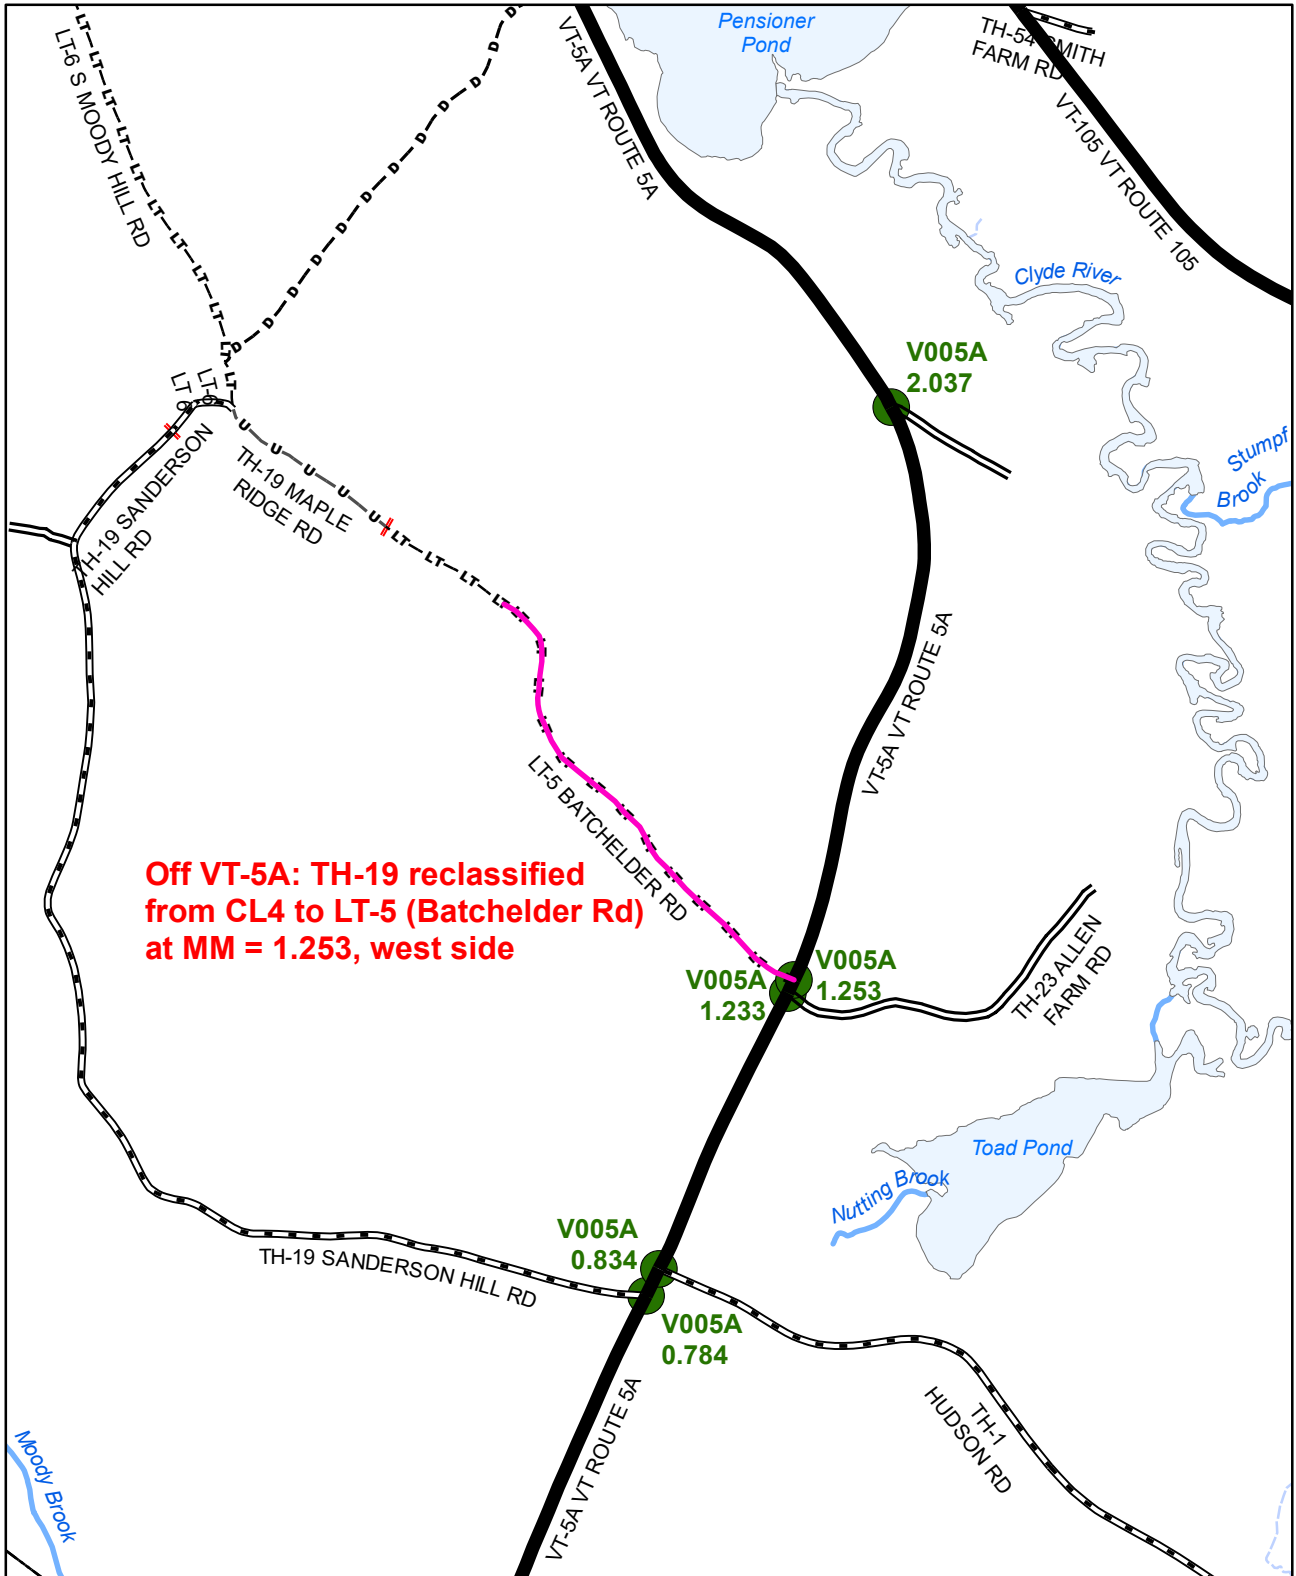 Pensioner
Pond
TH-54 SMITH
FARM RD
LT-6 S MOODY HILL RD
VT-5A VT ROUTE 5A
VT-105 VT ROUTE 105
Clyde River
V005A
2.037
LT-6
LT-6
Stumpf
Brook
TH-19 SANDERSON
HILL RD
TH-19 MAPLE
RIDGE RD
VT-5A VT ROUTE 5A
LT-5 BATCHELDER RD
Off VT-5A: TH-19 reclassified
from CL4 to LT-5 (Batchelder Rd)
at MM = 1.253, west side
V005A
1.253
V005A
1.233
TH-23 ALLEN
FARM RD
Toad Pond
Nutting Brook
V005A
0.834
TH-19 SANDERSON HILL RD
V005A
0.784
VT-5A VT ROUTE 5A
TH-1
HUDSON RD
Moody Brook